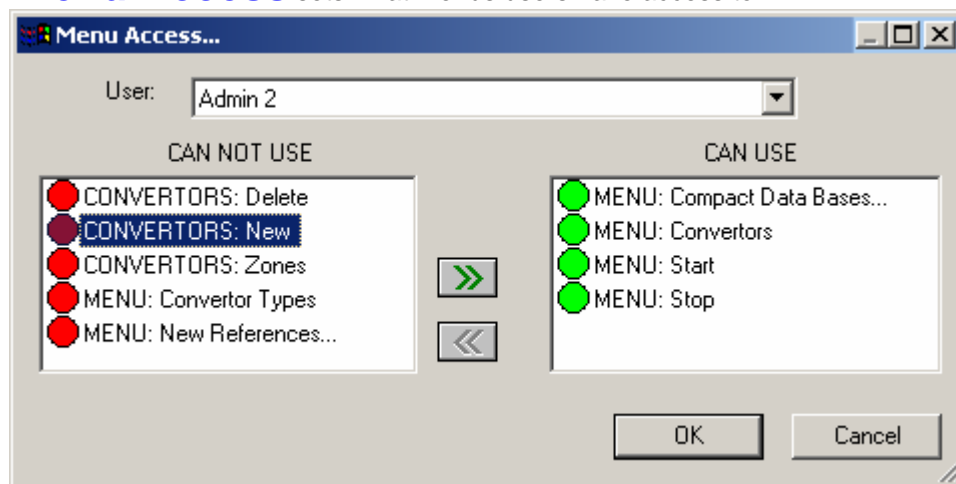 Menu Access...
User: Admin 2
CAN NOT USE CAN USE
CONVERTORS: Delete
CONVERTORS: New
CONVERTORS: Zones
MENU: Convertor Types
MENU: New References...
MENU: Compact Data Bases...
MENU: Convertors
MENU: Start
MENU: Stop
OK Cancel